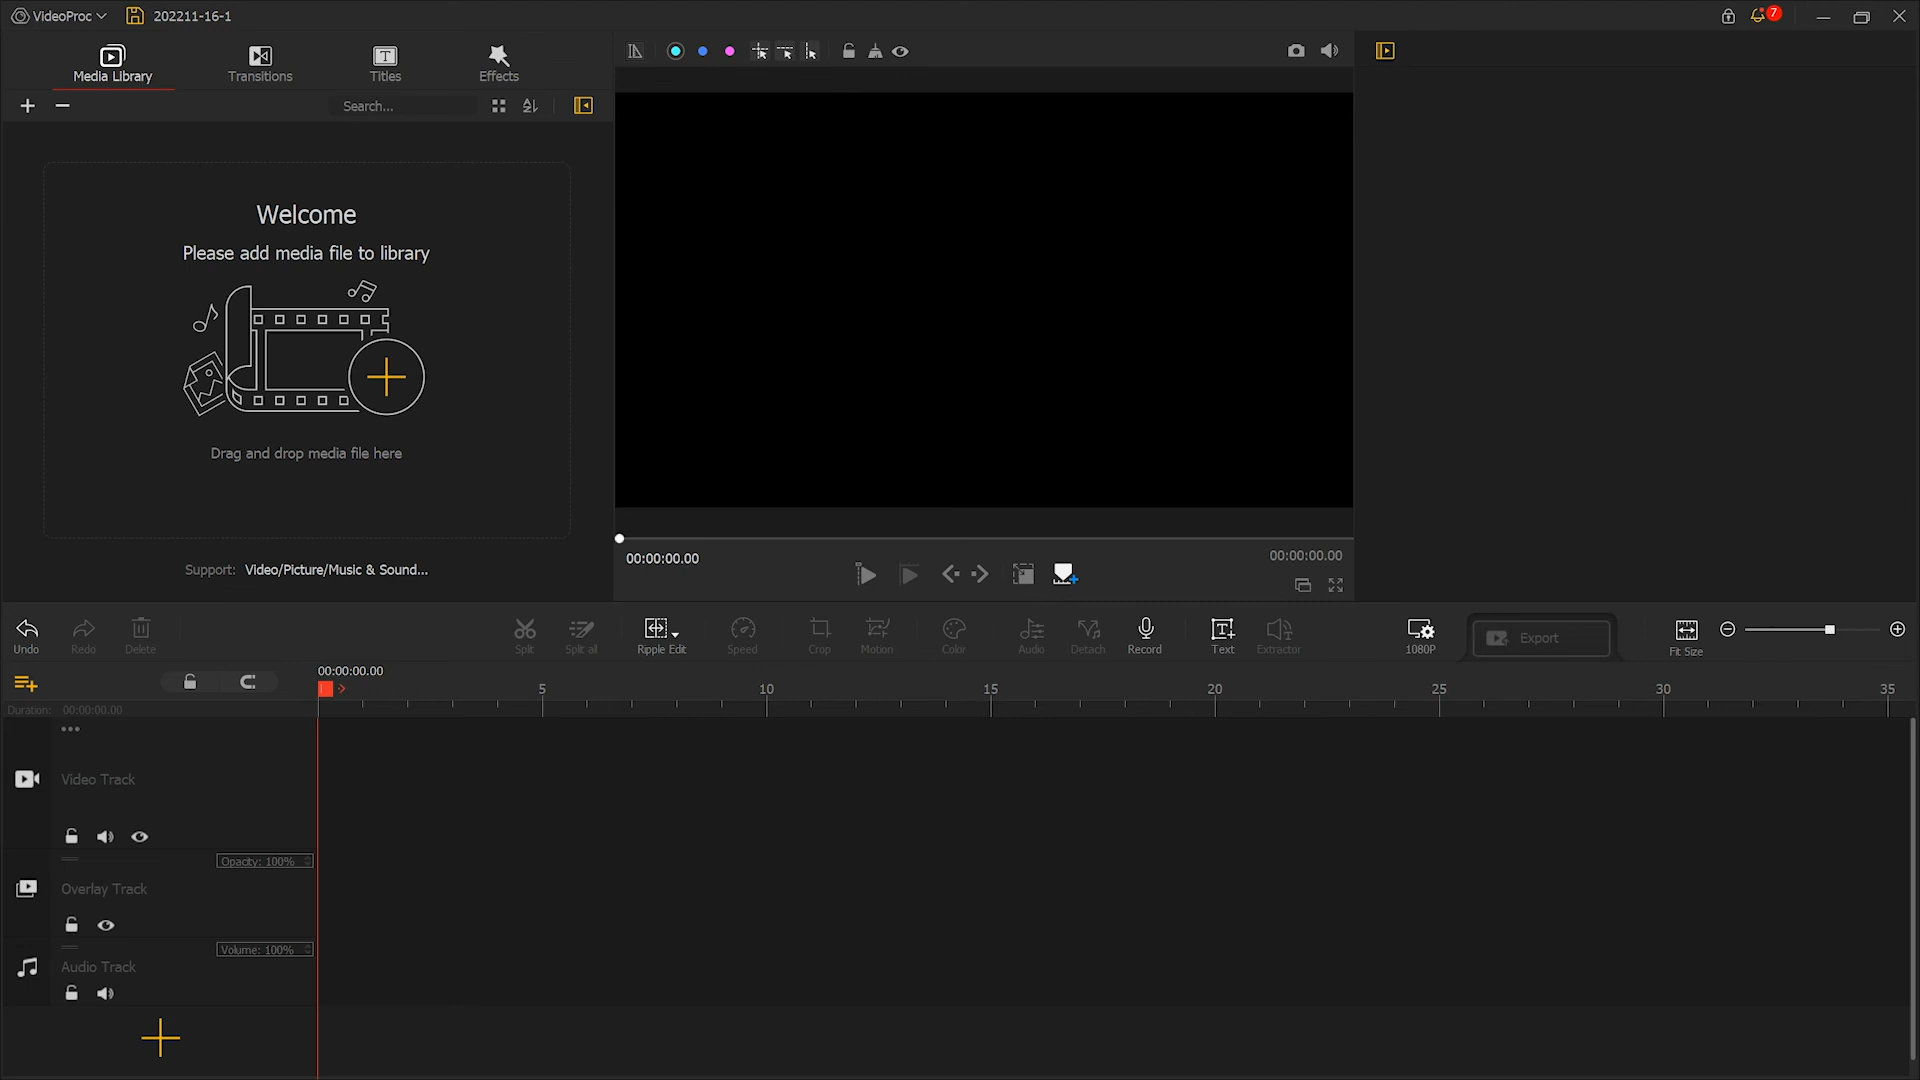 VideoProc
202211-16-1
7
Media Library
Transitions
Titles
Effects
Search...
Welcome
Please add media file to library
Drag and drop media file here
Support: Video/Picture/Music & Sound...
00:00:00.00
00:00:00.00
Undo
Redo
Delete
Split
Split all
Ripple Edit
Speed
Crop
Motion
Color
Audio
Detach
Record
Text
Extractor
1080P
Export
Fit Size
00:00:00.00
5
10
15
20
25
30
35
Duration: 00:00:00.00
Video Track
Opacity: 100%
Overlay Track
Volume: 100%
Audio Track